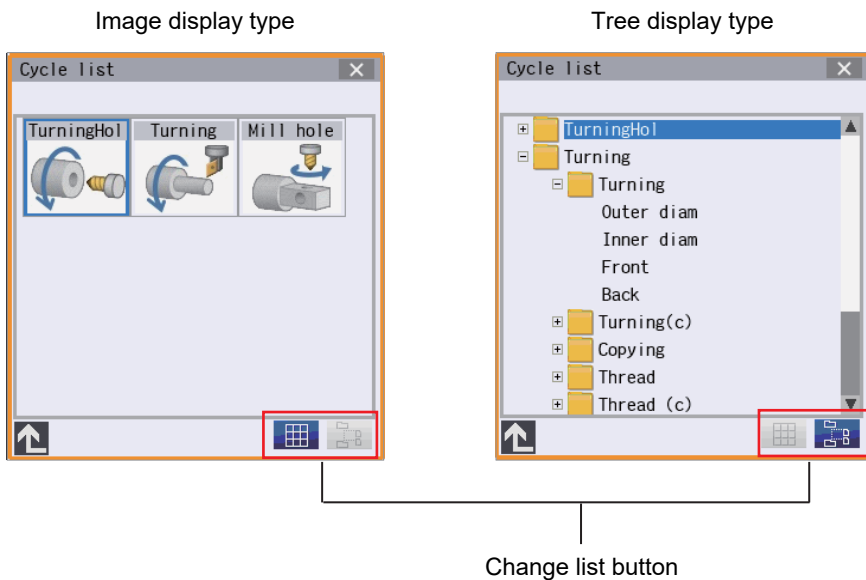 Image display type
Tree display type
Cycle list
TurningHol
Turning
Mill hole
Cycle list
TurningHol
Turning
Turning
Outer diam
Inner diam
Front
Back
Turning(c)
Copying
Thread
Thread (c)
Change list button